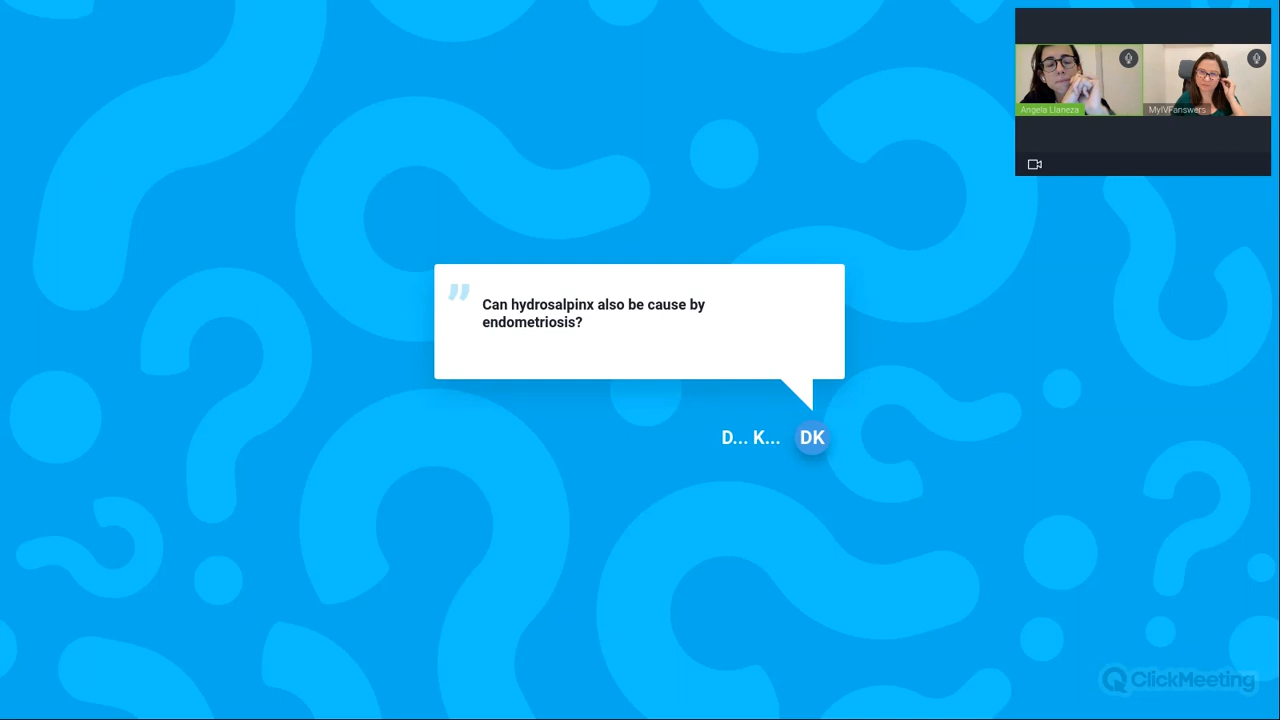 Angela Llaneza
MyIVFanswers
"
Can hydrosalpinx also be cause by
endometriosis?
D... K...
DK
ClickMeeting